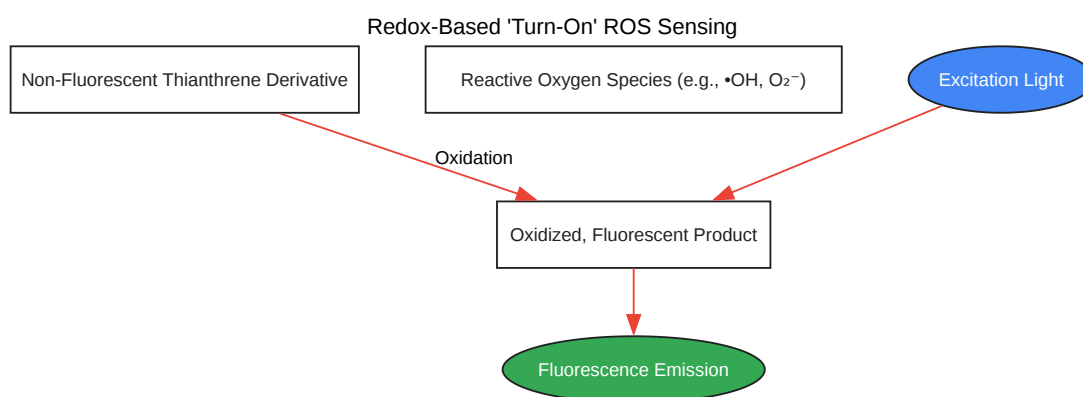 Redox-Based 'Turn-On' ROS Sensing
Non-Fluorescent Thianthrene Derivative
Reactive Oxygen Species (e.g., •OH, O₂⁻)
Excitation Light
Oxidation
Oxidized, Fluorescent Product
Fluorescence Emission